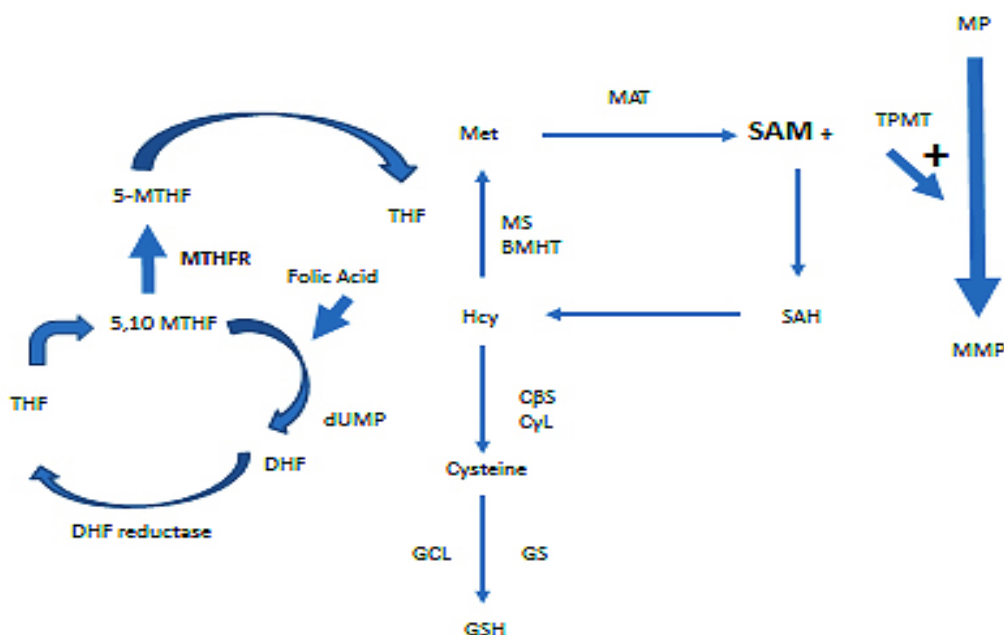 MP
MAT
Met
SAM +
TPMT
+
5-MTHF
THF
MS
BMHT
MTHFR
Folic Acid
5,10 MTHF
Hcy
SAH
MMP
THF
dUMP
CβS
CγL
DHF
Cysteine
DHF reductase
GCL
GS
GSH